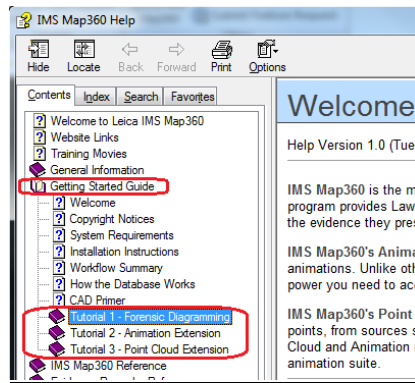 IMS Map360 Help
Hide Locate Back Forward Print Options
Contents Index Search Favorites
Welcome to Leica IMS Map360
Website Links
Training Movies
General Information
Getting Started Guide
Welcome
Copyright Notices
System Requirements
Installation Instructions
Workflow Summary
How the Database Works
CAD Primer
Tutorial 1 - Forensic Diagramming
Tutorial 2 - Animation Extension
Tutorial 3 - Point Cloud Extension
IMS Map360 Reference
Welcome
Help Version 1.0 (Tue
IMS Map360 is the m
program provides Law
the evidence they pres
IMS Map360's Anima
animations. Unlike oth
power you need to ac
IMS Map360's Point
points, from sources s
Cloud and Animation
animation suite.